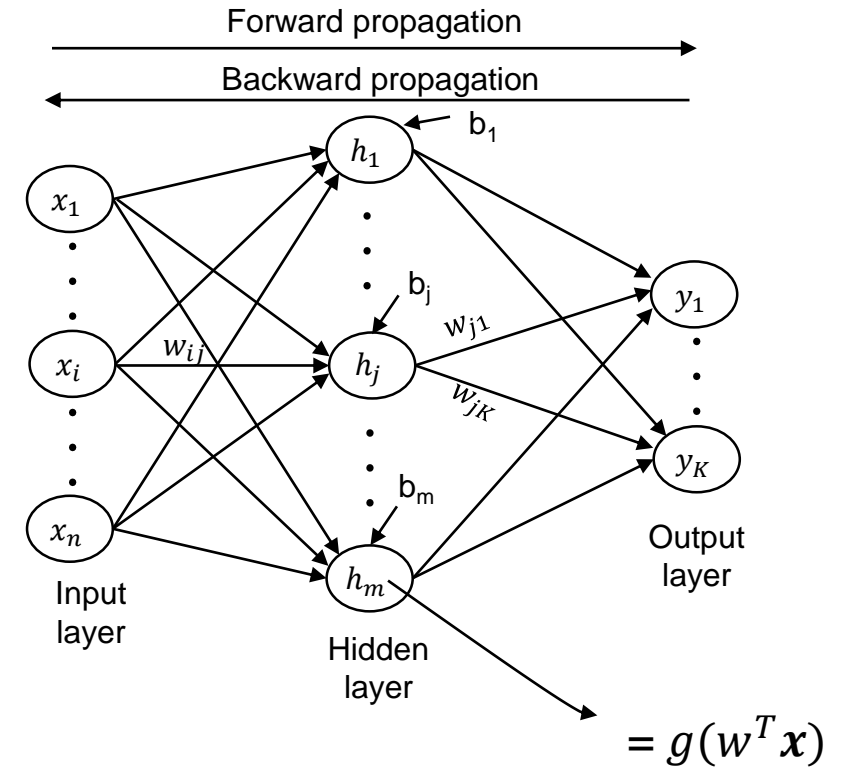 Forward propagation
Backward propagation
b₁
h₁
x₁
bⱼ
y₁
wⱼ₁
wᵢⱼ
xᵢ
hⱼ
wⱼK
y_K
bₘ
xₙ
Output
layer
hₘ
Input
layer
Hidden
layer
= g(wᵀx)